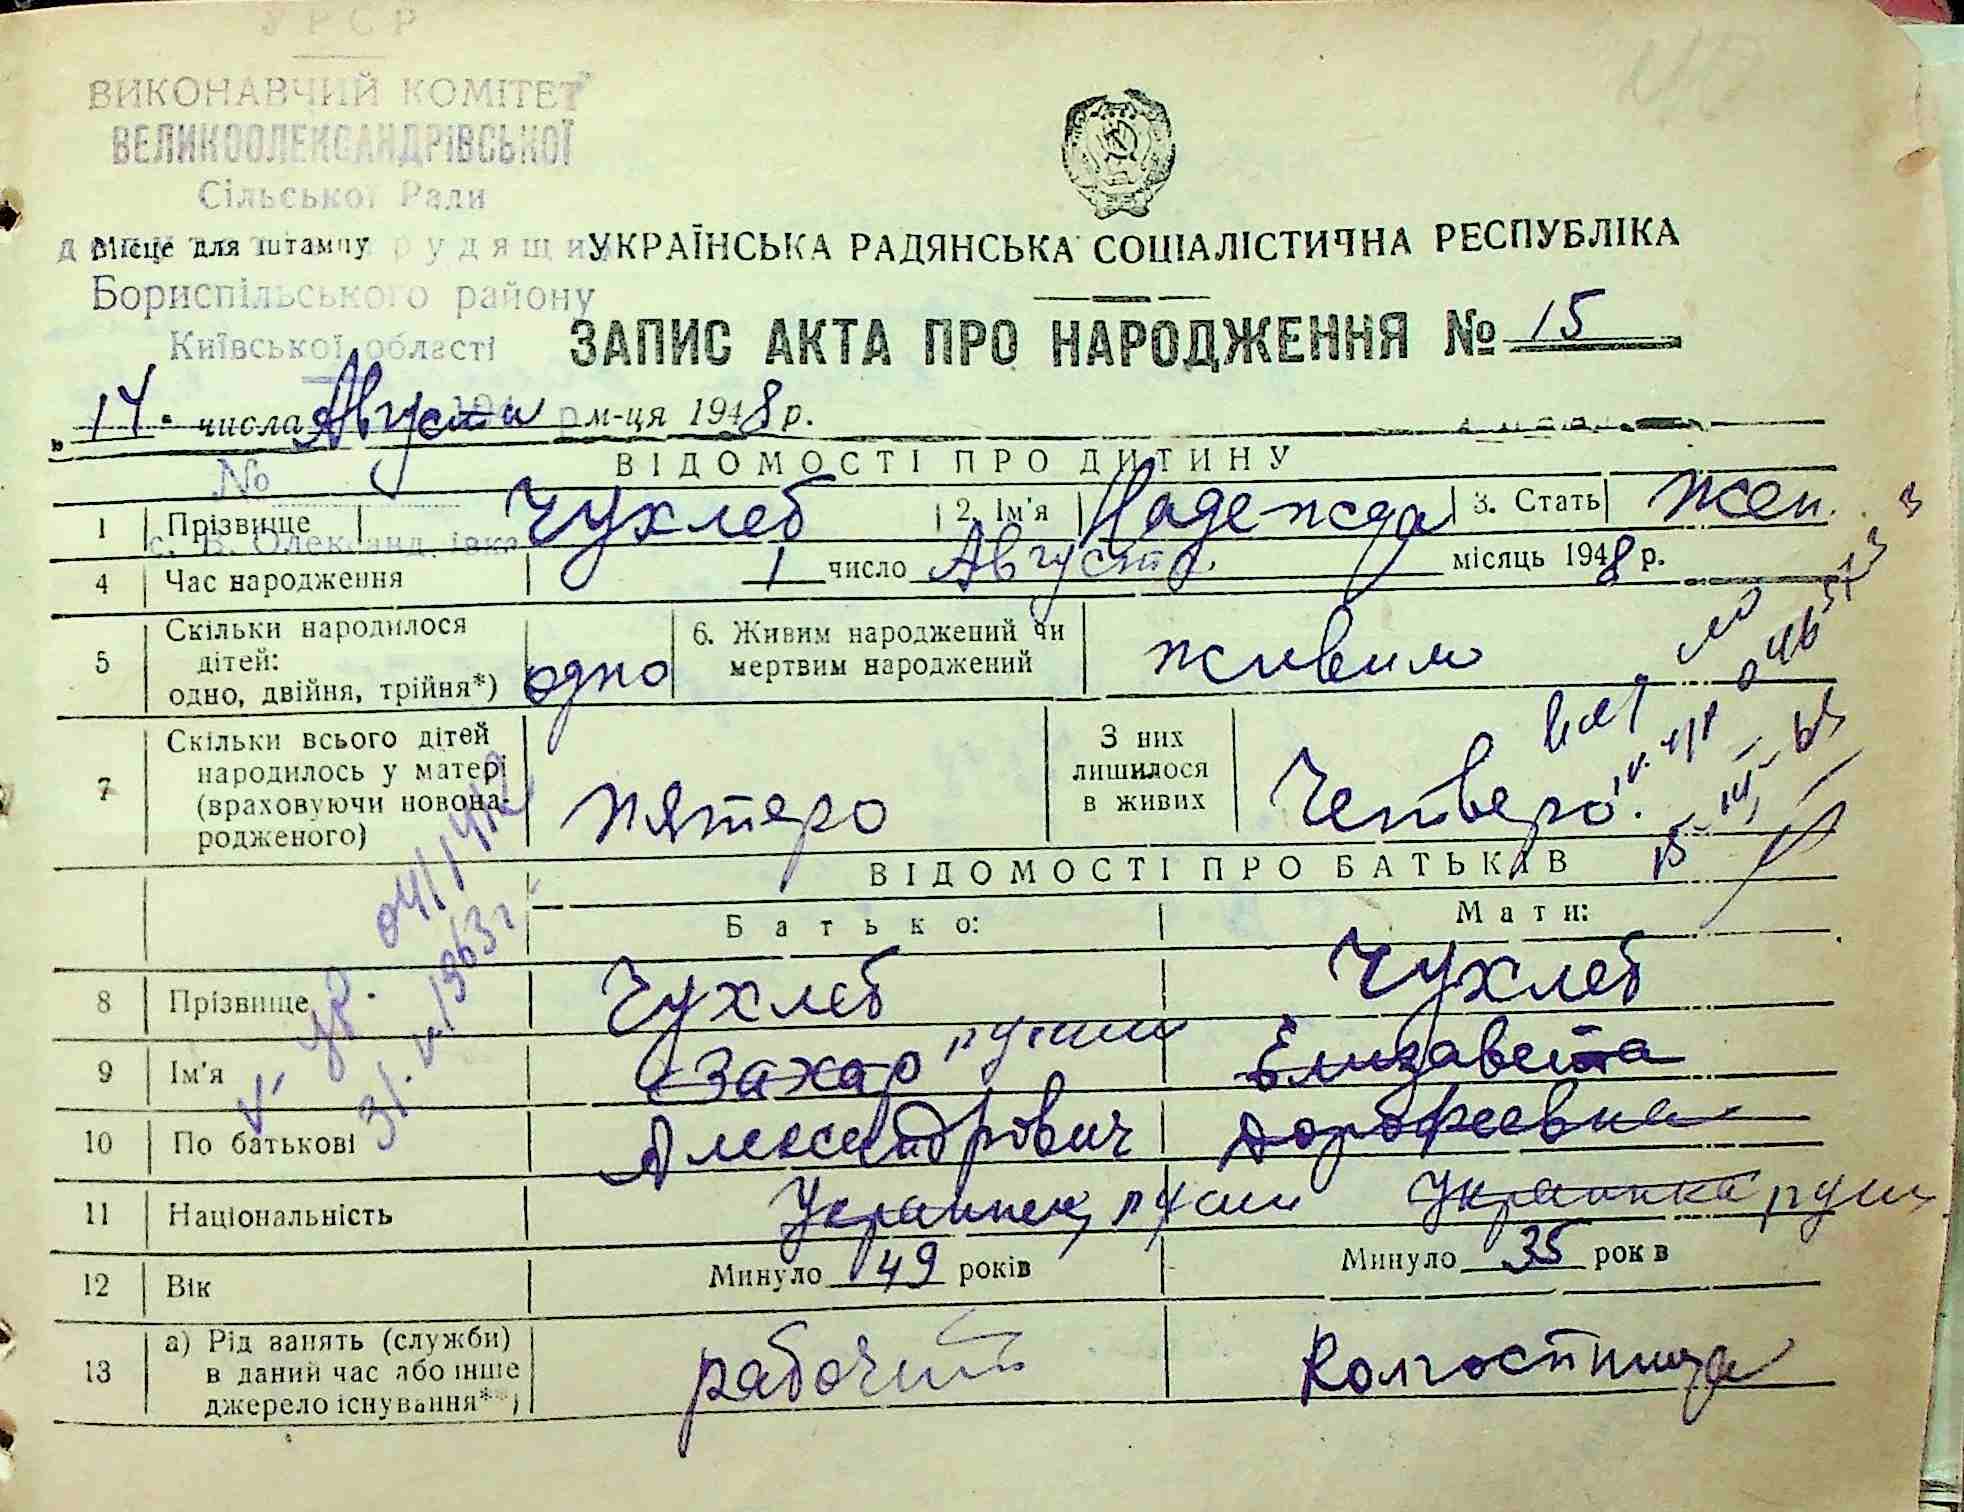 УРСР
ВИКОНАВЧИЙ КОМІТЕТ
ВЕЛИКООЛЕКСАНДРІВСЬКОЇ
Сільської Ради
Місце для штампу
Бориспільського району
Київської області
УКРАЇНСЬКА РАДЯНСЬКА СОЦІАЛІСТИЧНА РЕСПУБЛІКА
ЗАПИС АКТА ПРО НАРОДЖЕННЯ № 15
"14" числа Августа м-ця 1948 р.
№
ВІДОМОСТІ ПРО ДИТИНУ
1 Прізвище Чухлеб 2. Ім'я Надежда 3. Стать Жен.
с. В. Олександрівка
4 Час народження 1 число Августа місяць 1948 р.
5 Скільки народилося дітей: одно, двійня, трійня*) одно 6. Живим народжений чи мертвим народжений живим
7 Скільки всього дітей народилось у матері (враховуючи новонародженого) пятеро З них лишилося в живих Четверо.
31.V.1963 г
ВІДОМОСТІ ПРО БАТЬКІВ
Батько: Мати:
8 Прізвище Чухлеб Чухлеб
9 Ім'я Захар Елизавета
10 По батькові Александрович Дорофеевна
11 Національність Украинец Украинка
12 Вік Минуло 49 років Минуло 35 років
13 а) Рід занять (служби) в даний час або інше джерело існування**) рабочий Колгоспница